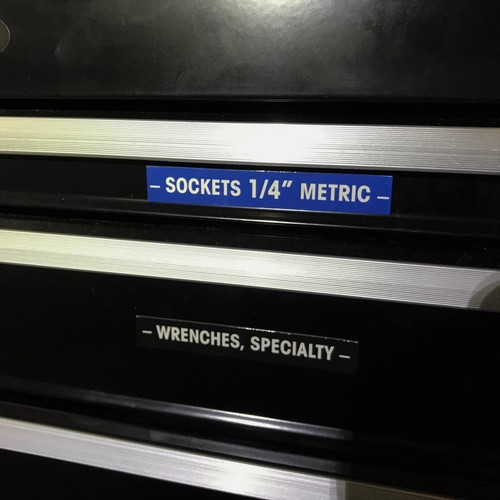 – SOCKETS 1/4” METRIC –
– WRENCHES, SPECIALTY –